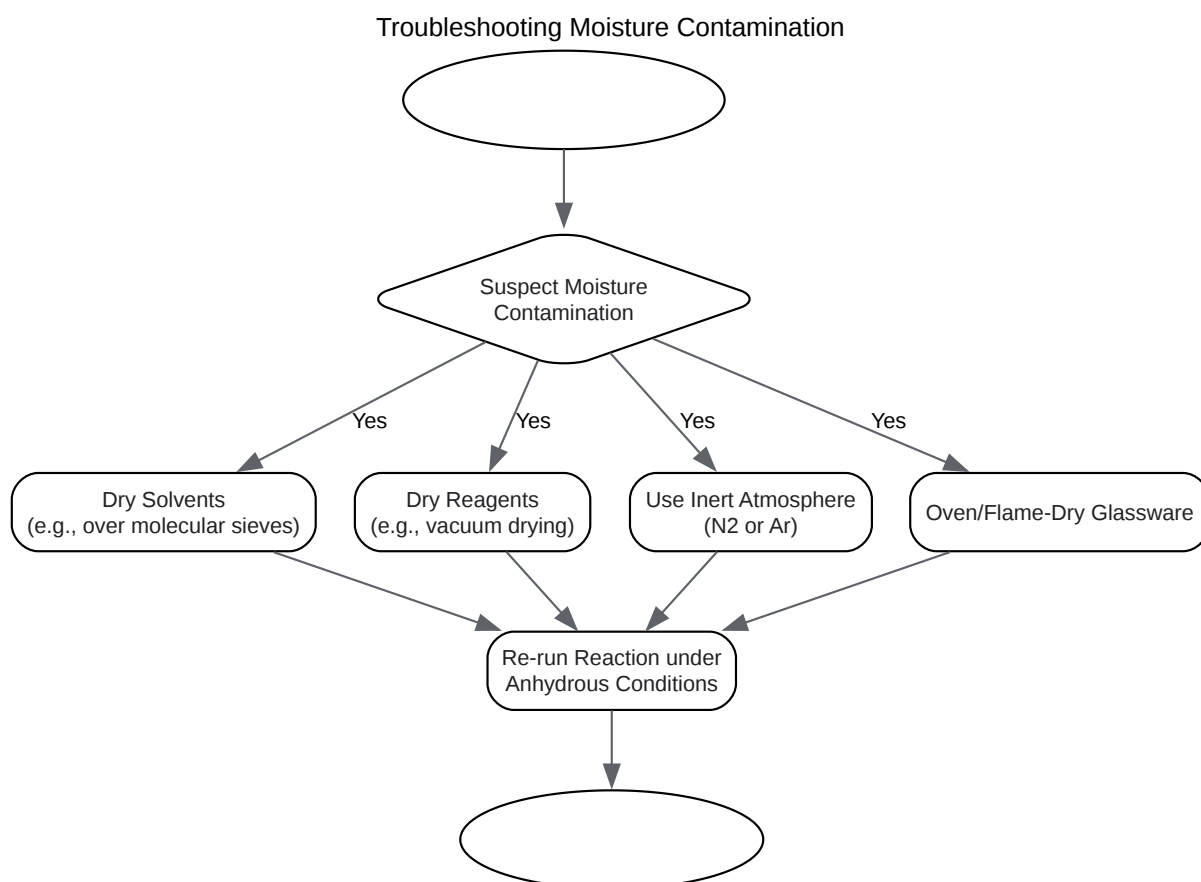 Troubleshooting Moisture Contamination
Suspect Moisture
Contamination
Yes
Yes
Yes
Yes
Dry Solvents
(e.g., over molecular sieves)
Dry Reagents
(e.g., vacuum drying)
Use Inert Atmosphere
(N2 or Ar)
Oven/Flame-Dry Glassware
Re-run Reaction under
Anhydrous Conditions